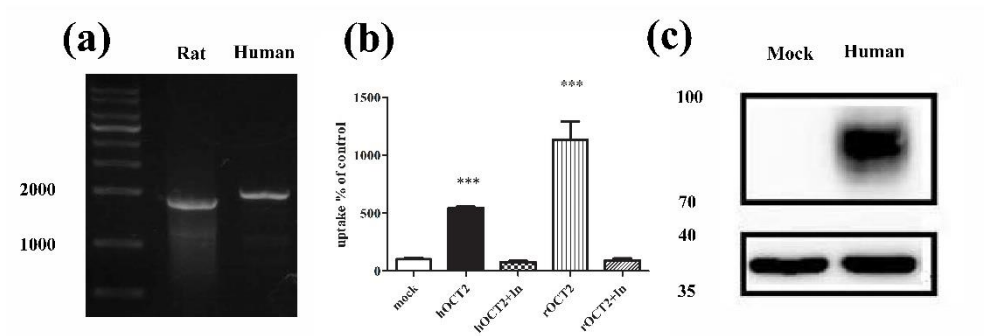 (a)
Rat Human
2000
1000
(b)
***
***
1500
1000
500
0
uptake % of control
mock
hOCT2
hOCT2+In
rOCT2
rOCT2+In
(c)
Mock Human
100
70
40
35